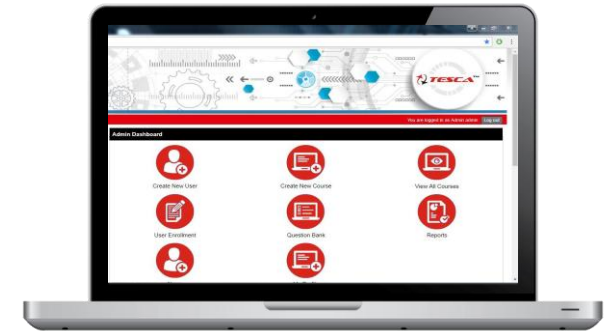 TESCA
You are logged in as Admin admin Log out
Admin Dashboard
Create New User
Create New Course
View All Courses
User Enrollment
Question Bank
Reports